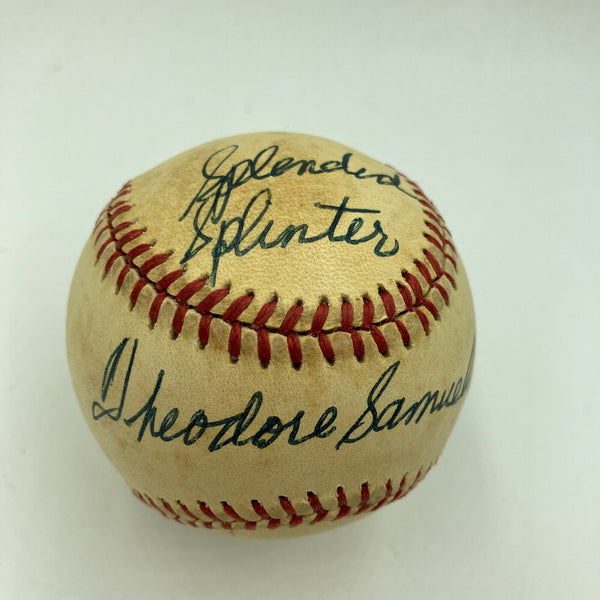 Splendid
Splinter
Theodore Samuel